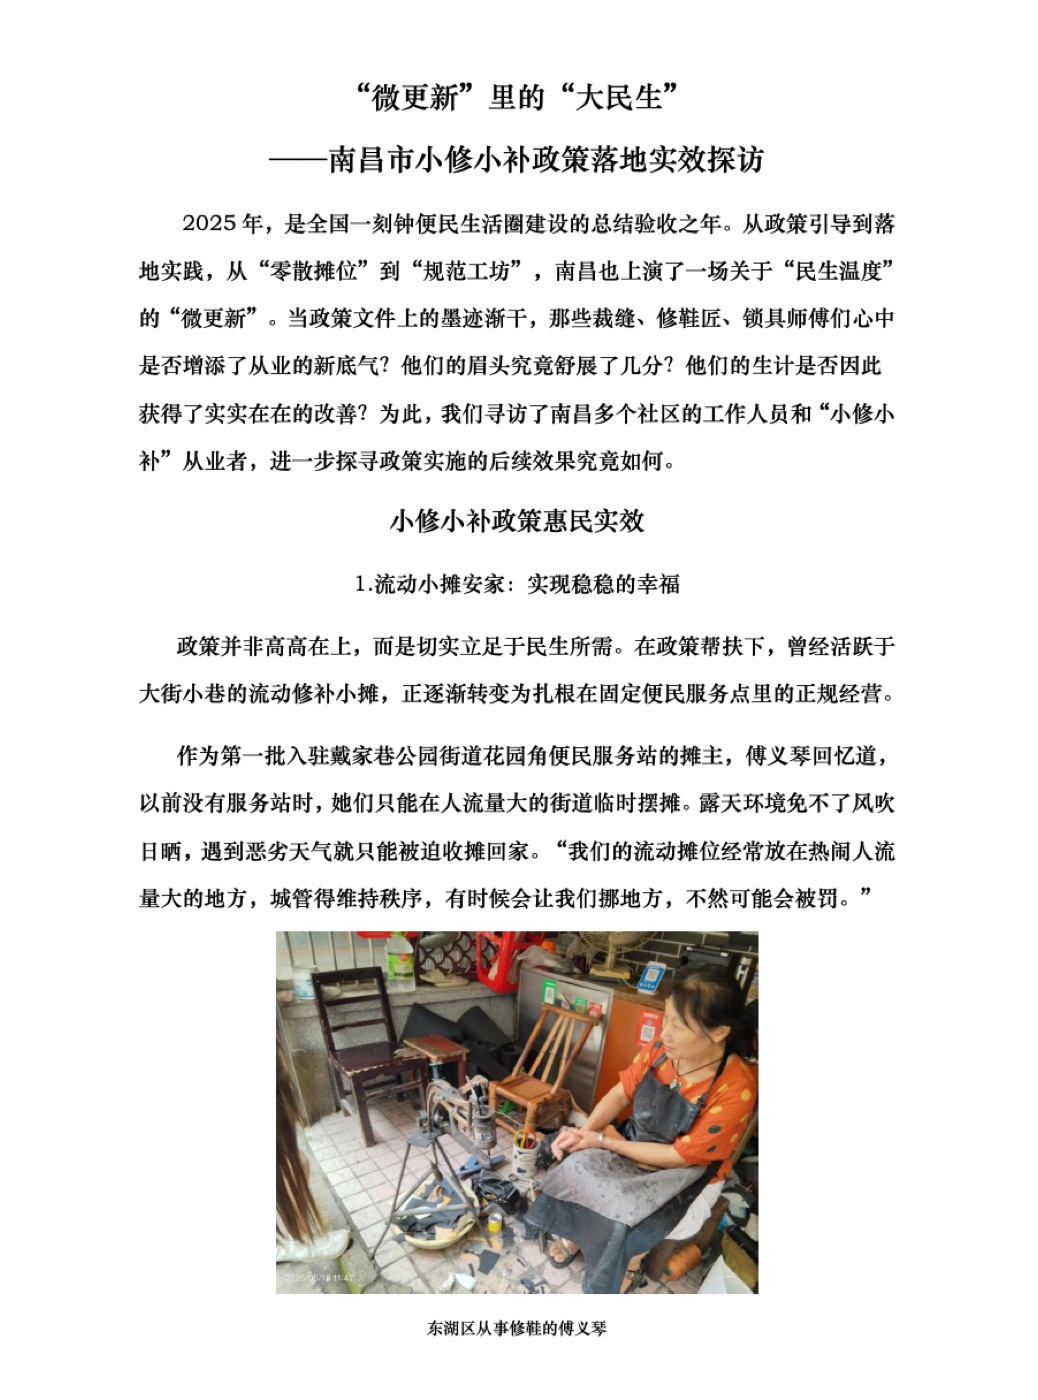 “微更新”里的“大民生”
——南昌市小修小补政策落地实效探访
2025 年，是全国一刻钟便民生活圈建设的总结验收之年。从政策引导到落
地实践，从“零散摊位”到“规范工坊”，南昌也上演了一场关于“民生温度”
的“微更新”。当政策文件上的墨迹渐干，那些裁缝、修鞋匠、锁具师傅们心中
是否增添了从业的新底气？他们的眉头究竟舒展了几分？他们的生计是否因此
获得了实实在在的改善？为此，我们寻访了南昌多个社区的工作人员和“小修小
补”从业者，进一步探寻政策实施的后续效果究竟如何。
小修小补政策惠民实效
1.流动小摊安家：实现稳稳的幸福
政策并非高高在上，而是切实立足于民生所需。在政策帮扶下，曾经活跃于
大街小巷的流动修补小摊，正逐渐转变为扎根在固定便民服务点里的正规经营。
作为第一批入驻戴家巷公园街道花园角便民服务站的摊主，傅义琴回忆道，
以前没有服务站时，她们只能在人流量大的街道临时摆摊。露天环境免不了风吹
日晒，遇到恶劣天气就只能被迫收摊回家。“我们的流动摊位经常放在热闹人流
量大的地方，城管得维持秩序，有时候会让我们挪地方，不然可能会被罚。”
东湖区从事修鞋的傅义琴